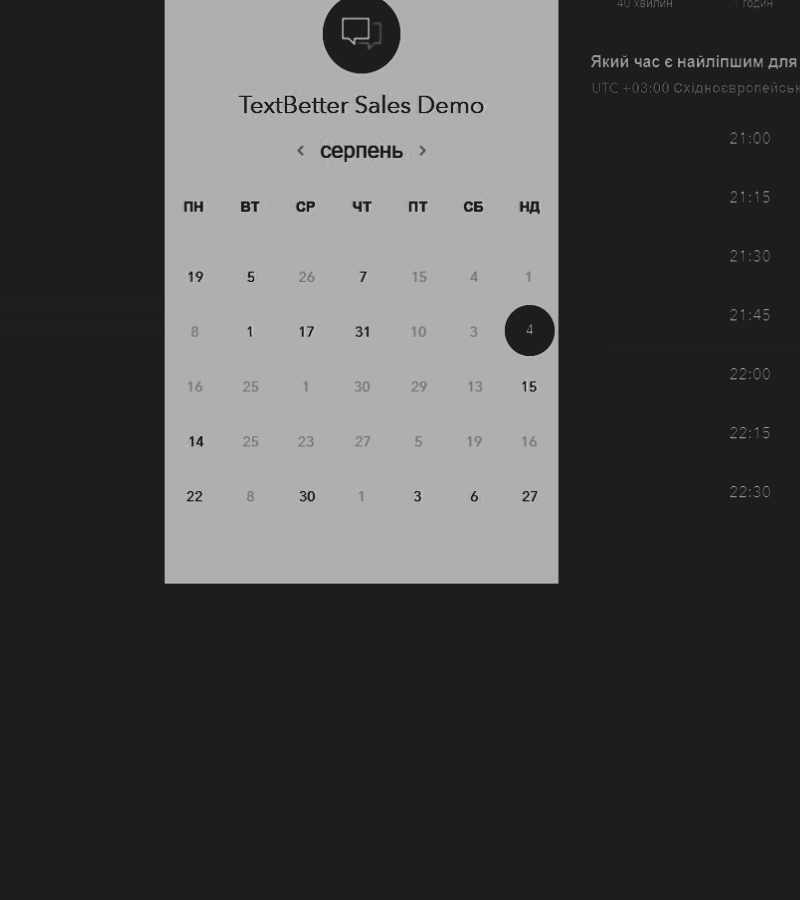 TextBetter Sales Demo
серпень
ПН ВТ СР ЧТ ПТ СБ НД
19 5 26 7 15 4 1
8 1 17 31 10 3 4
16 25 1 30 29 13 15
14 25 23 27 5 19 16
22 8 30 1 3 6 27
40 хвилин 1 годин
Який час є найліпшим для
UTC +03:00 Східноєвропейськ
21:00
21:15
21:30
21:45
22:00
22:15
22:30